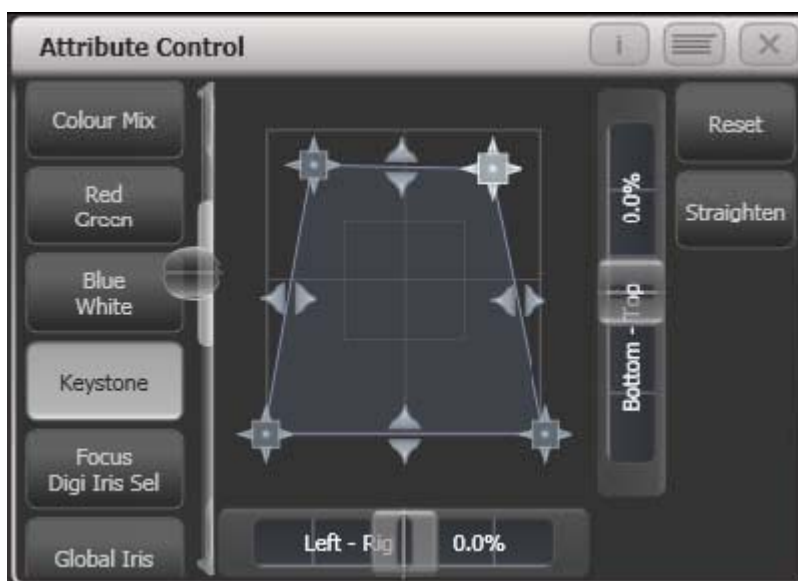 Attribute Control
i
Colour Mix
Red
Green
Blue
White
Keystone
Focus
Digi Iris Sel
Global Iris
0.0%
Bottom - Top
Reset
Straighten
Left - Rig
0.0%